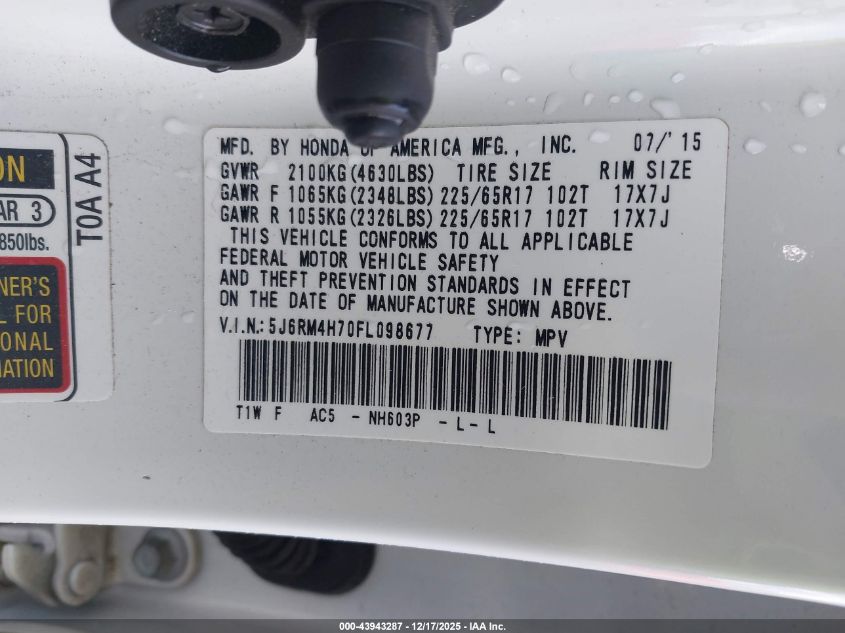 ON
AR 3
850lbs.
NER'S
FOR
ONAL
MATION
T0A A4
MFD. BY HONDA OF AMERICA MFG., INC. 07/'15
GVWR 2100KG(4630LBS) TIRE SIZE RIM SIZE
GAWR F 1065KG(2348LBS) 225/65R17 102T 17X7J
GAWR R 1055KG(2326LBS) 225/65R17 102T 17X7J
THIS VEHICLE CONFORMS TO ALL APPLICABLE
FEDERAL MOTOR VEHICLE SAFETY
AND THEFT PREVENTION STANDARDS IN EFFECT
ON THE DATE OF MANUFACTURE SHOWN ABOVE.
V.I.N.: 5J6RM4H70FL098677 TYPE: MPV
T1W F AC5 - NH603P - L - L
000-43943287 - 12/17/2025 - IAA Inc.